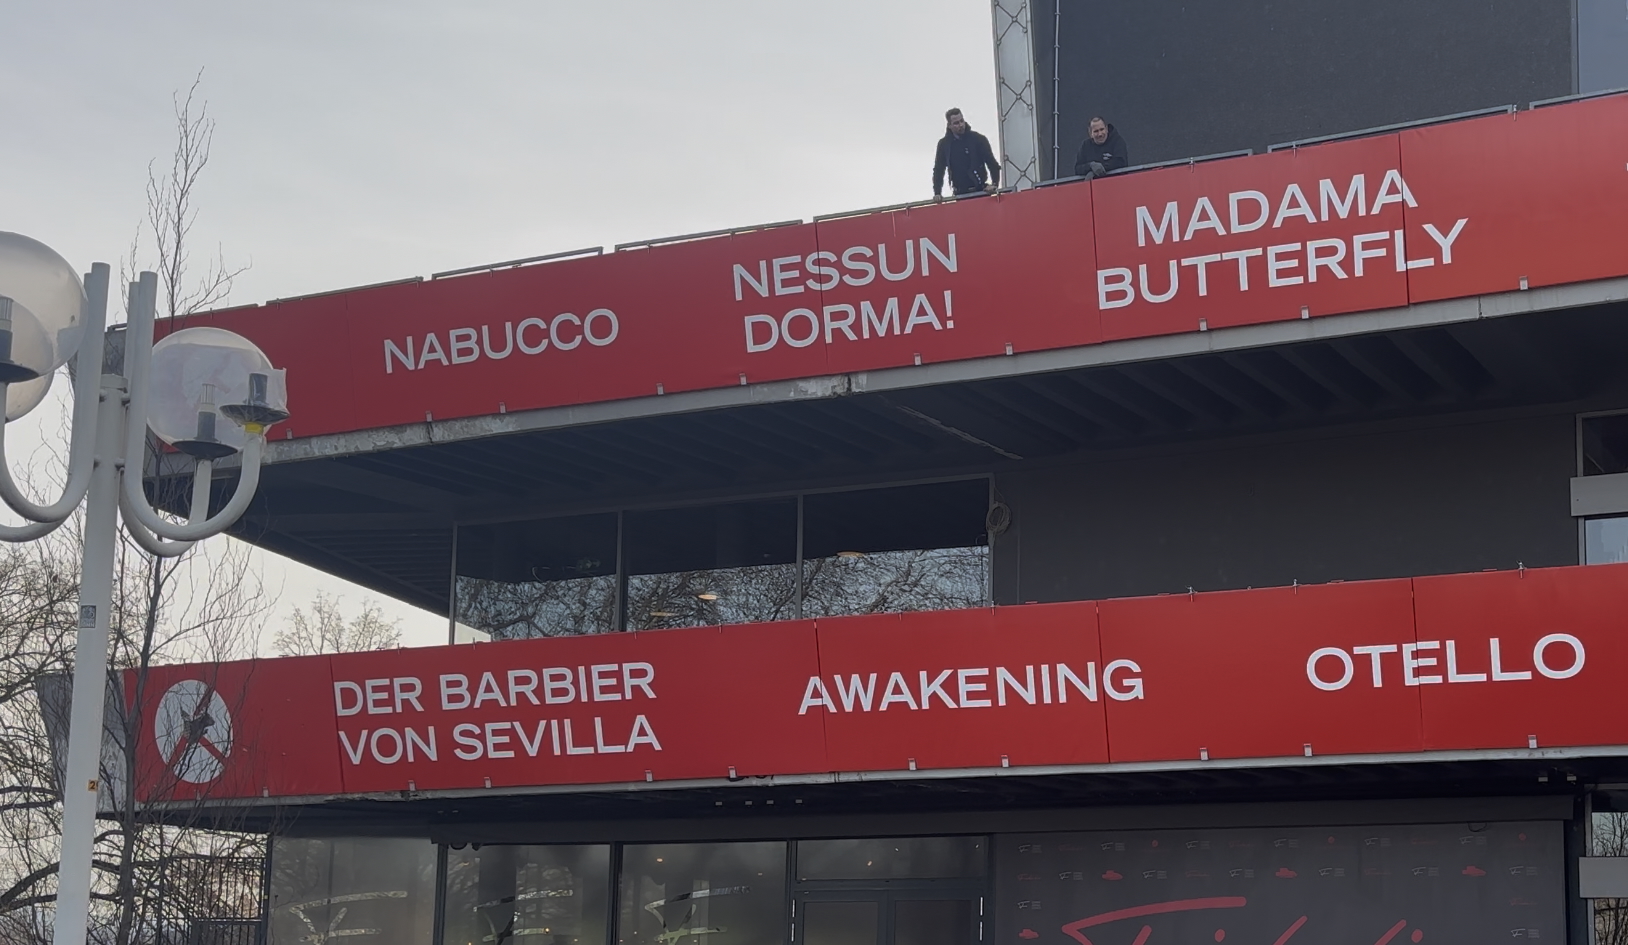 NABUCCO
NESSUN
DORMA!
MADAMA
BUTTERFLY
DER BARBIER
VON SEVILLA
AWAKENING
OTELLO